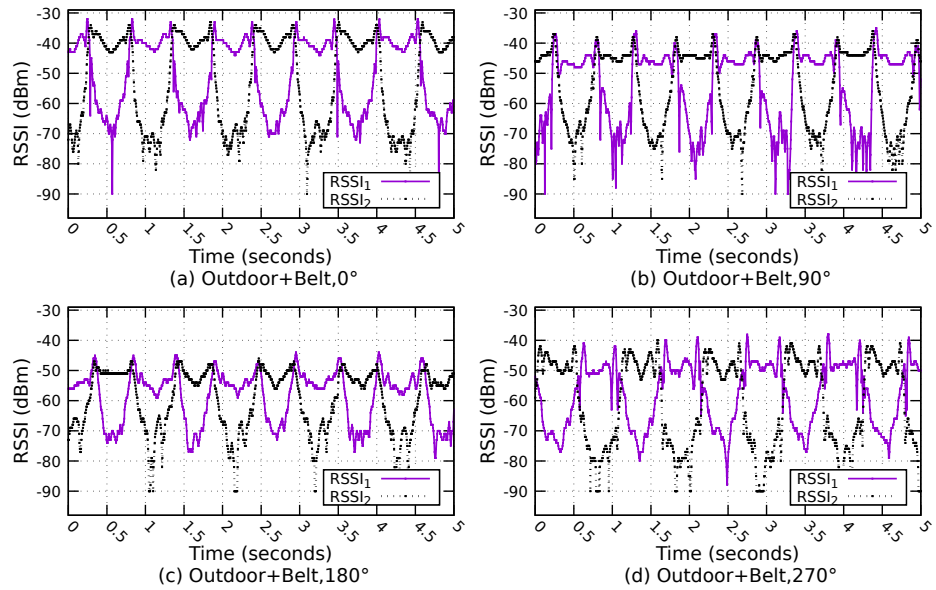 -30
-40
-50
-60
-70
-80
-90
RSSI (dBm)
RSSI₁
RSSI₂
0 0.5 1 1.5 2 2.5 3 3.5 4 4.5 5
Time (seconds)
(a) Outdoor+Belt,0°
-30
-40
-50
-60
-70
-80
-90
RSSI (dBm)
RSSI₁
RSSI₂
0 0.5 1 1.5 2 2.5 3 3.5 4 4.5 5
Time (seconds)
(b) Outdoor+Belt,90°
-30
-40
-50
-60
-70
-80
-90
RSSI (dBm)
RSSI₁
RSSI₂
0 0.5 1 1.5 2 2.5 3 3.5 4 4.5 5
Time (seconds)
(c) Outdoor+Belt,180°
-30
-40
-50
-60
-70
-80
-90
RSSI (dBm)
RSSI₁
RSSI₂
0 0.5 1 1.5 2 2.5 3 3.5 4 4.5 5
Time (seconds)
(d) Outdoor+Belt,270°